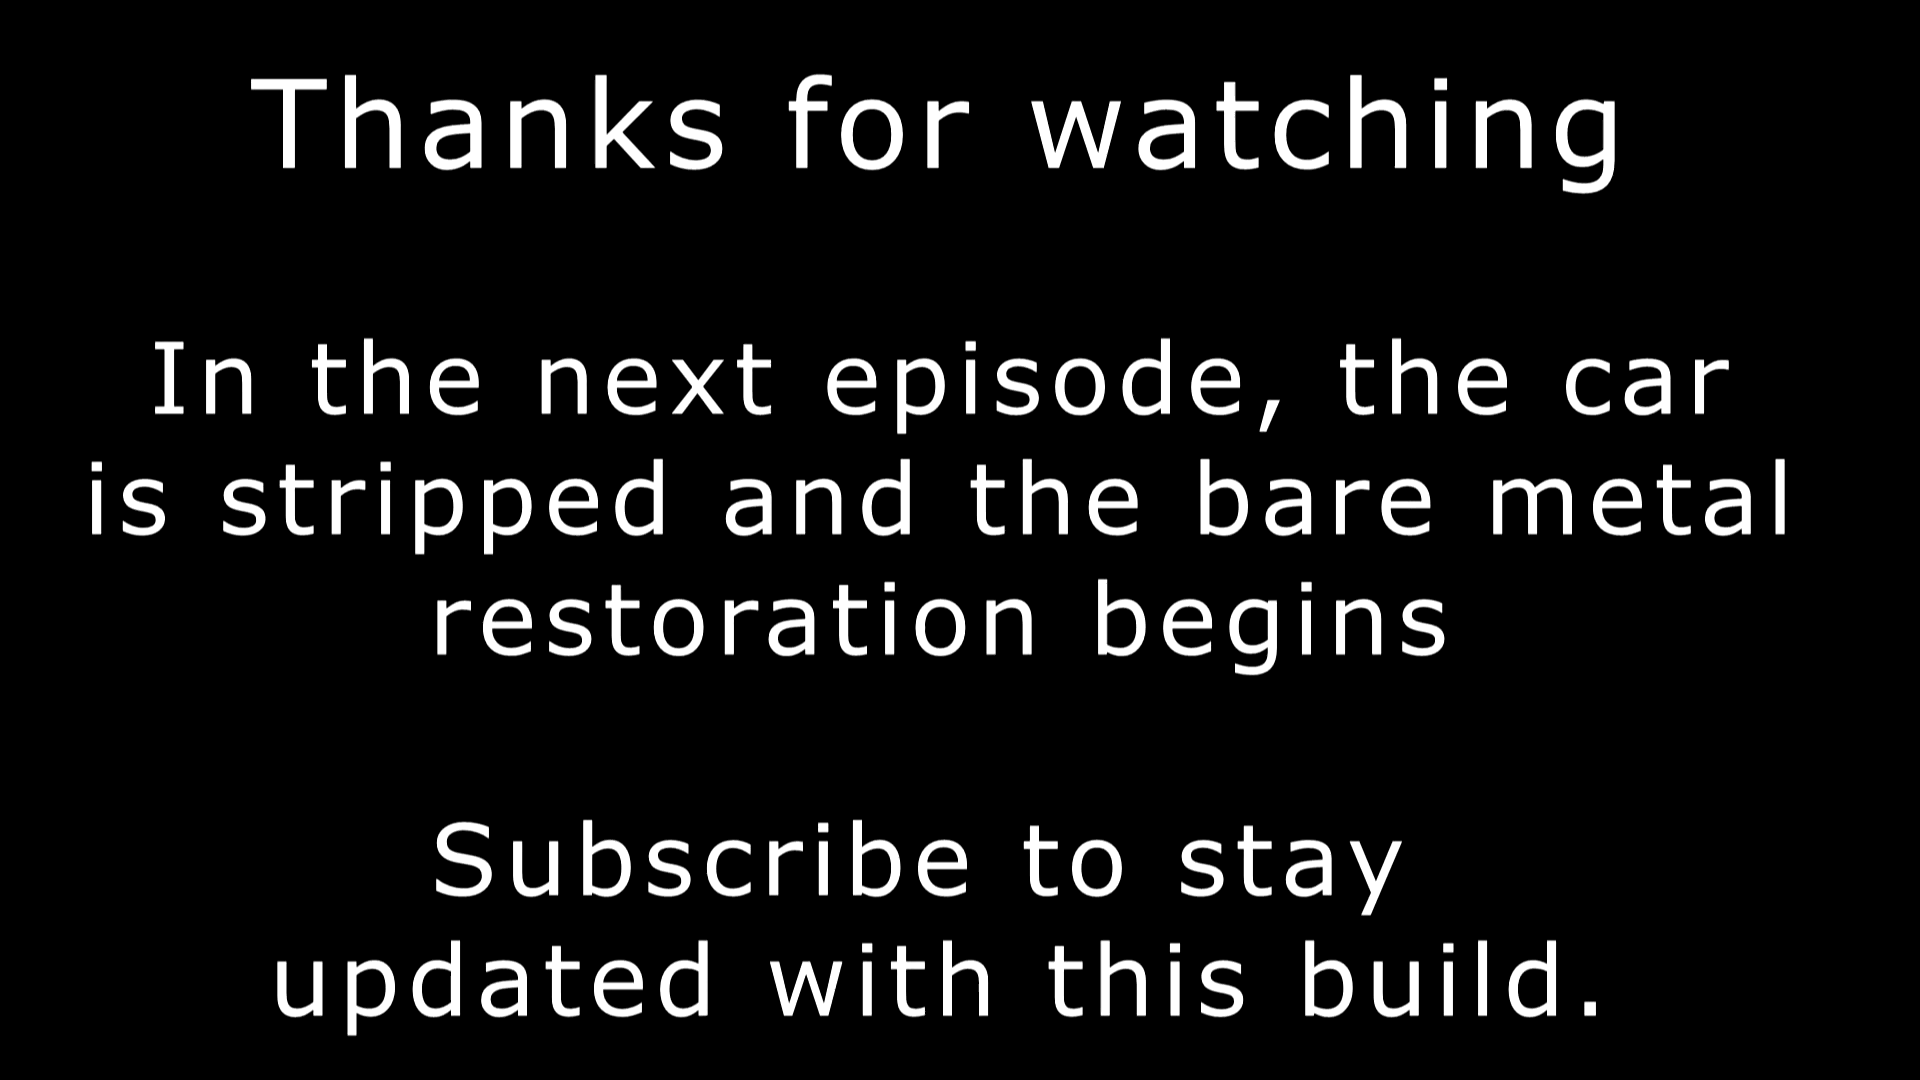 Thanks for watching
In the next episode, the car
is stripped and the bare metal
restoration begins
Subscribe to stay
updated with this build.